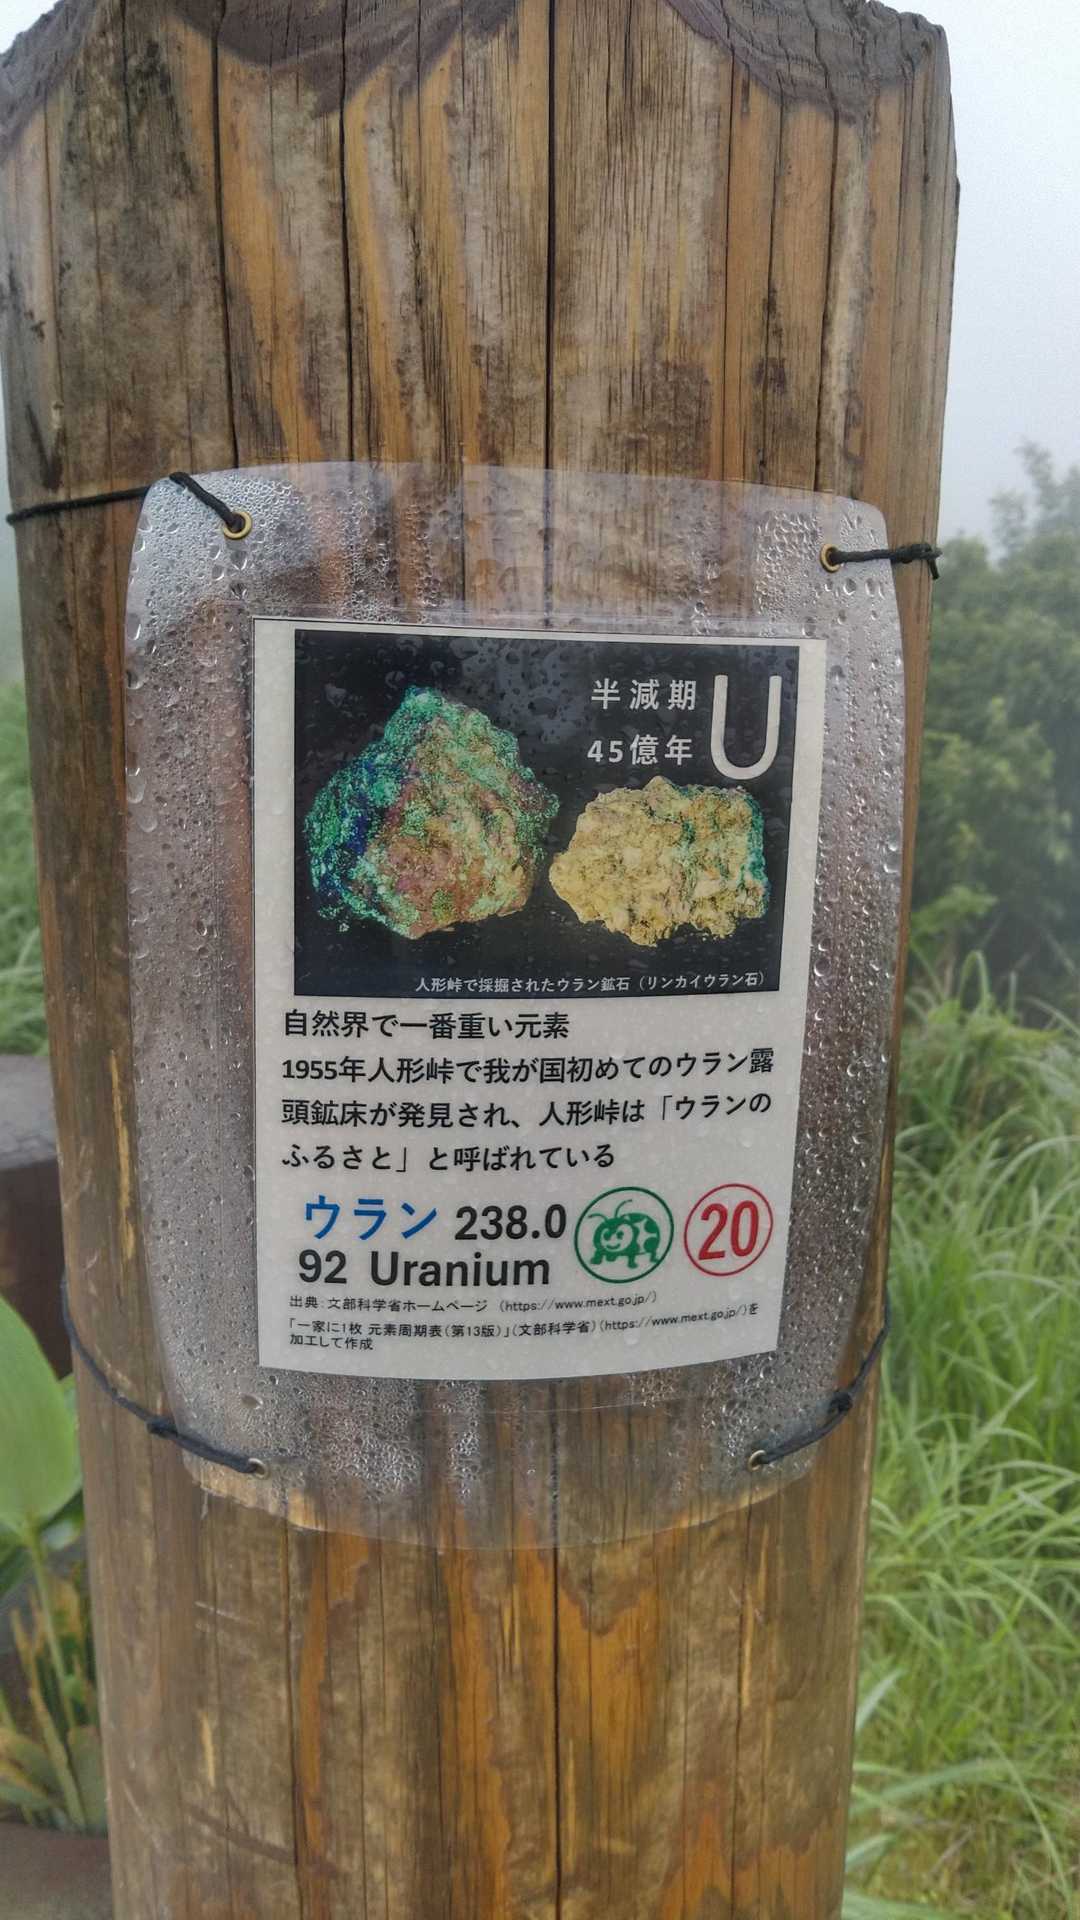 半減期
45億年
U
人形峠で採掘されたウラン鉱石（リンカイウラン石）
自然界で一番重い元素
1955年人形峠で我が国初めてのウラン露
頭鉱床が発見され、人形峠は「ウランの
ふるさと」と呼ばれている
ウラン 238.0
92 Uranium
20
出典：文部科学省ホームページ （https://www.mext.go.jp/）
「一家に1枚 元素周期表（第13版）」（文部科学省）（https://www.mext.go.jp/）を
加工して作成